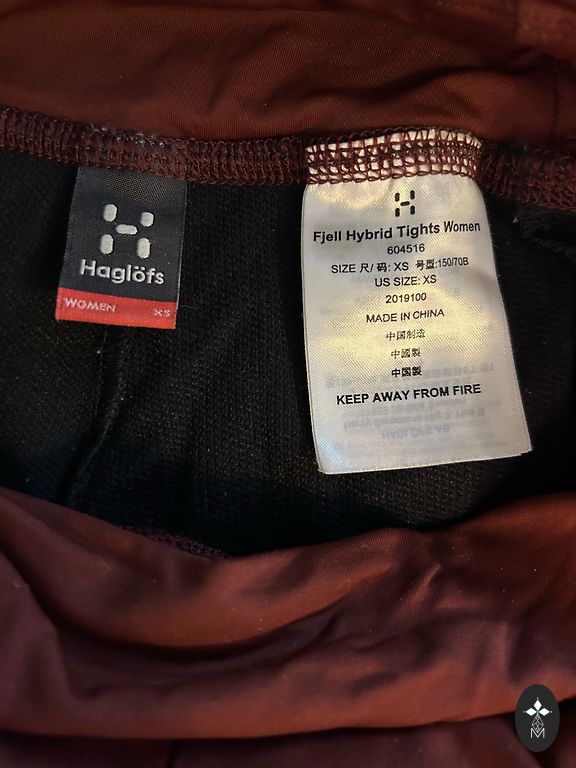 Haglöfs
WOMEN XS
Fjell Hybrid Tights Women
604516
SIZE 尺/ 码: XS 号型:150/70B
US SIZE: XS
2019100
MADE IN CHINA
中国制造
中國製
中国製
KEEP AWAY FROM FIRE